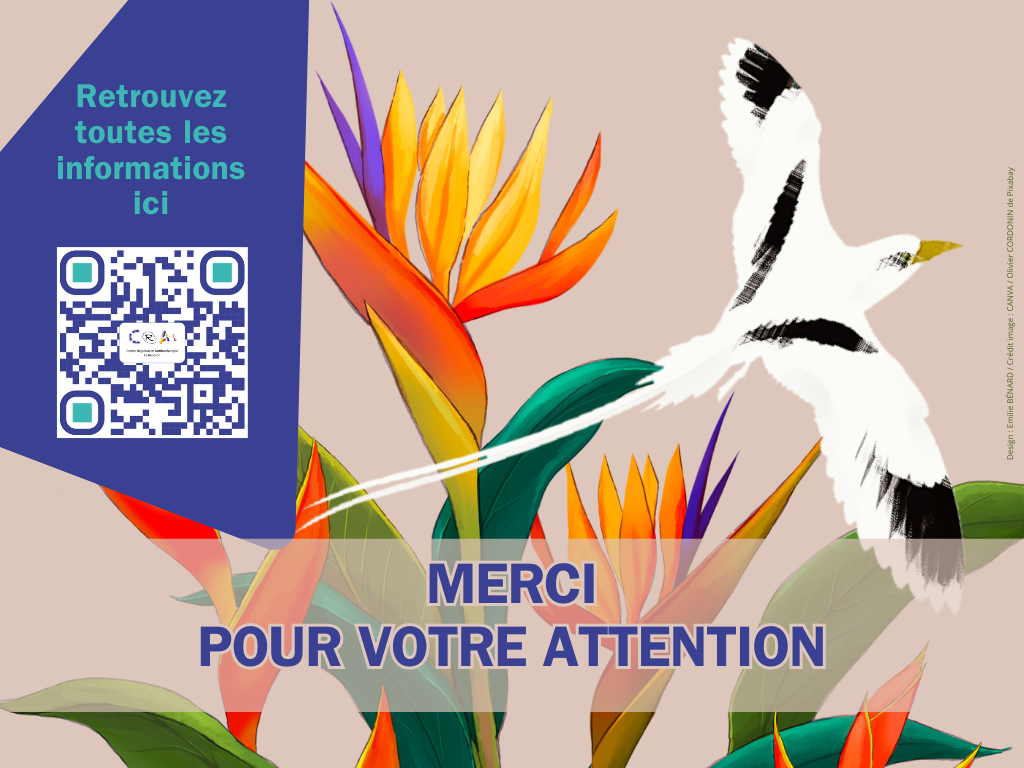 Retrouvez
toutes les
informations
ici
MERCI
POUR VOTRE ATTENTION
Design : Emilie BÉNARD / Crédit image : CANVA / Olivier CORDONIN de Pixabay